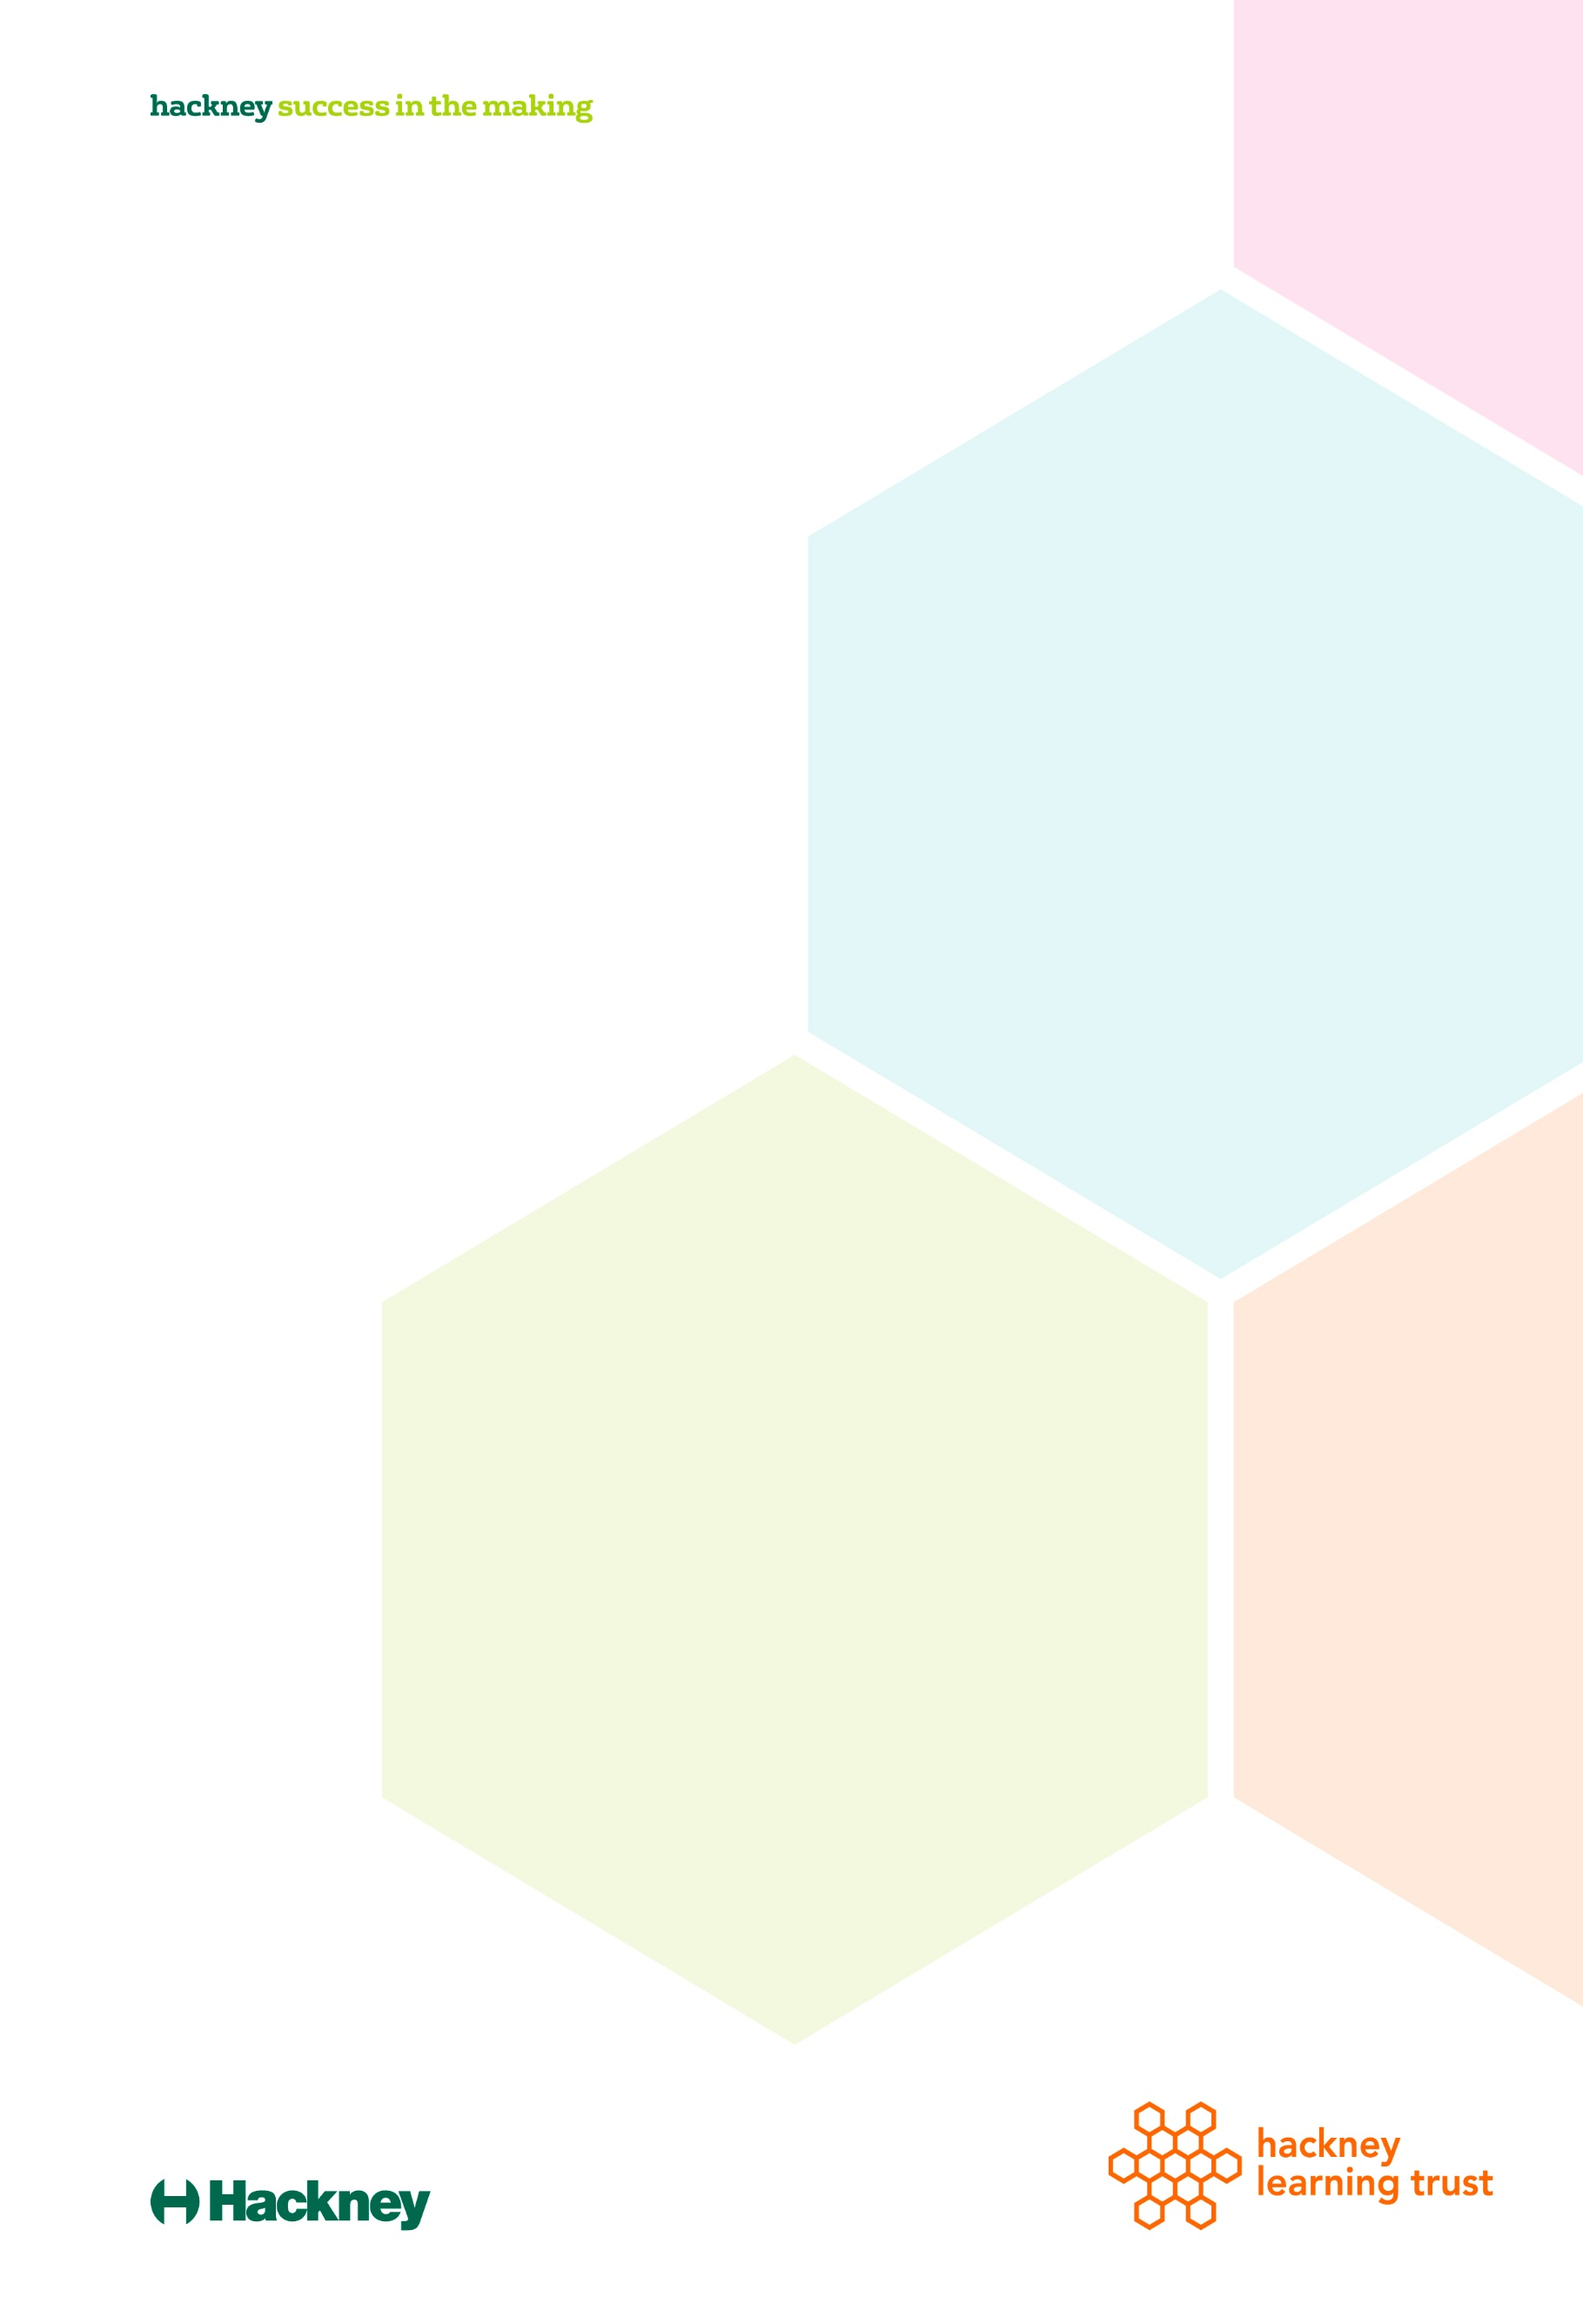 hackney success in the making
Hackney
hackney
learning trust